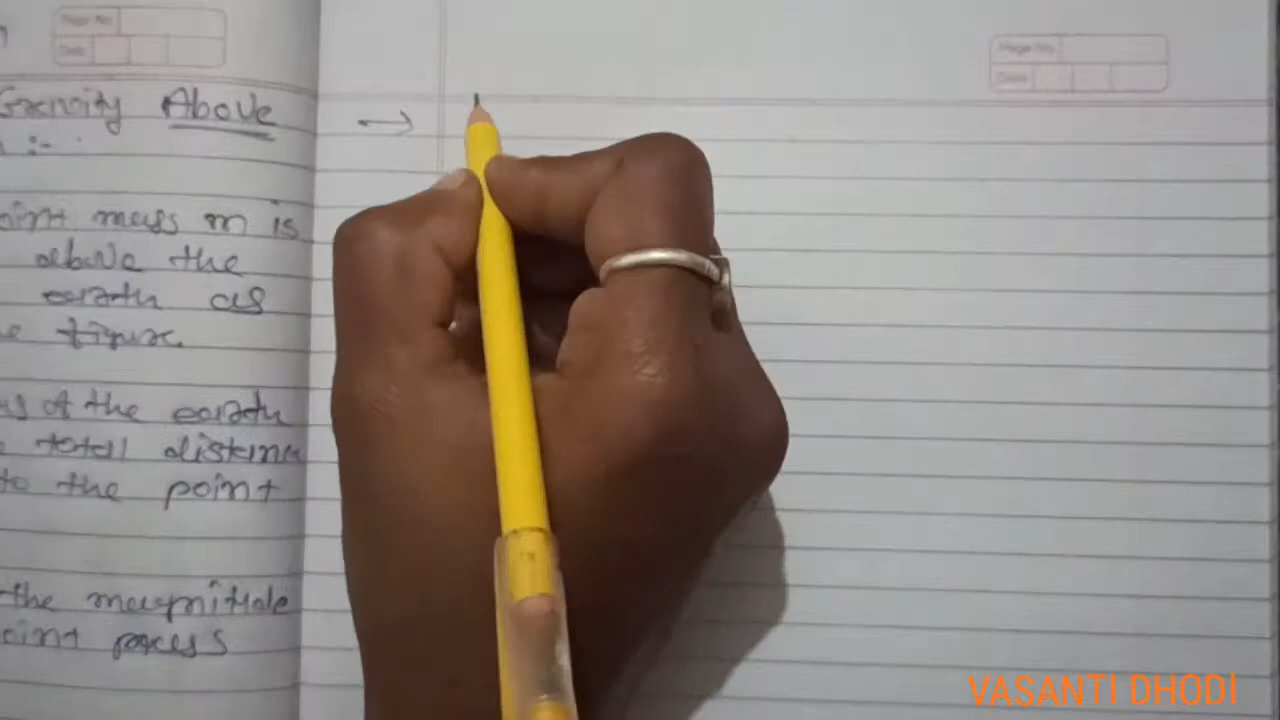 Page No.
Date
Gravity Above
:-
point mass m is
above the
earth as
figure.
of the earth
total distance
to the point
the magnitude
point
→
Page No.
Date
VASANTI DHODI